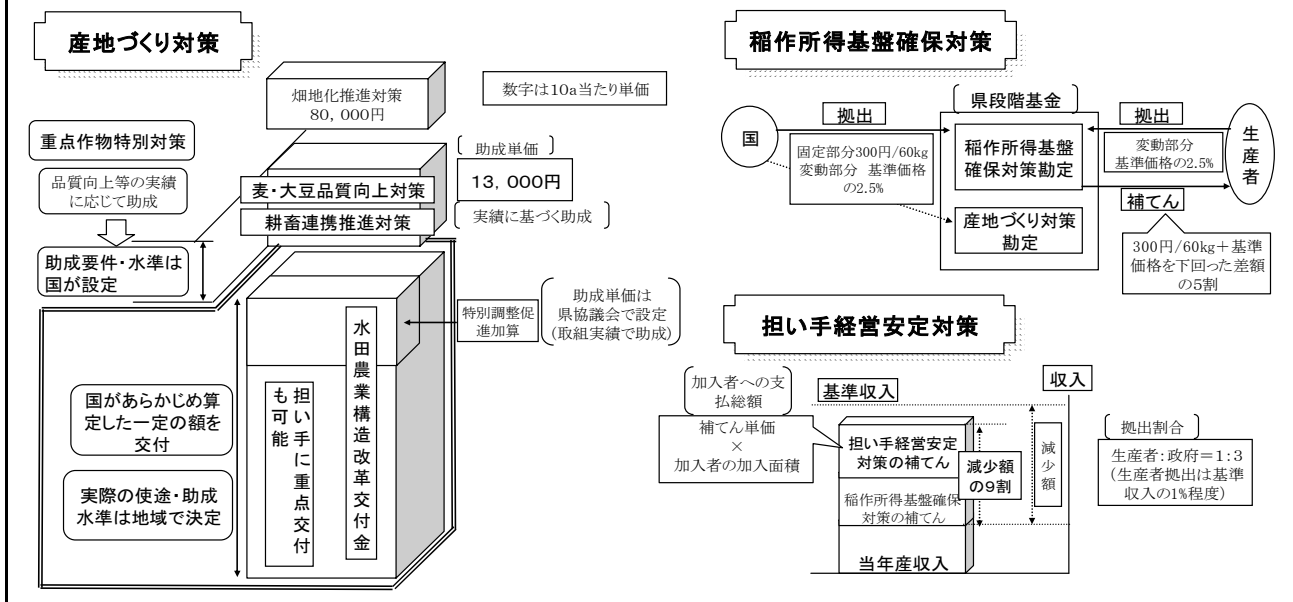 産地づくり対策
畑地化推進対策
80，000円
数字は10a当たり単価
重点作物特別対策
品質向上等の実績
に応じて助成
助成要件・水準は
国が設定
麦・大豆品質向上対策
耕畜連携推進対策
助成単価
13，000円
実績に基づく助成
特別調整促
進加算
助成単価は
県協議会で設定
(取組実績で助成)
水田農業構造改革交付金
担い手に重点交付
も可能
国があらかじめ算
定した一定の額を
交付
実際の使途・助成
水準は地域で決定
稲作所得基盤確保対策
国
拠出
固定部分300円/60kg
変動部分 基準価格
の2.5%
県段階基金
稲作所得基盤
確保対策勘定
産地づくり対策
勘定
拠出
変動部分
基準価格の2.5%
生産者
補てん
300円/60kg＋基準
価格を下回った差額
の5割
担い手経営安定対策
加入者への支
払総額
補てん単価
×
加入者の加入面積
基準収入
収入
担い手経営安定
対策の補てん
稲作所得基盤確保
対策の補てん
当年産収入
減少額
の9割
減少額
拠出割合
生産者：政府＝1：3
(生産者拠出は基準
収入の1%程度)